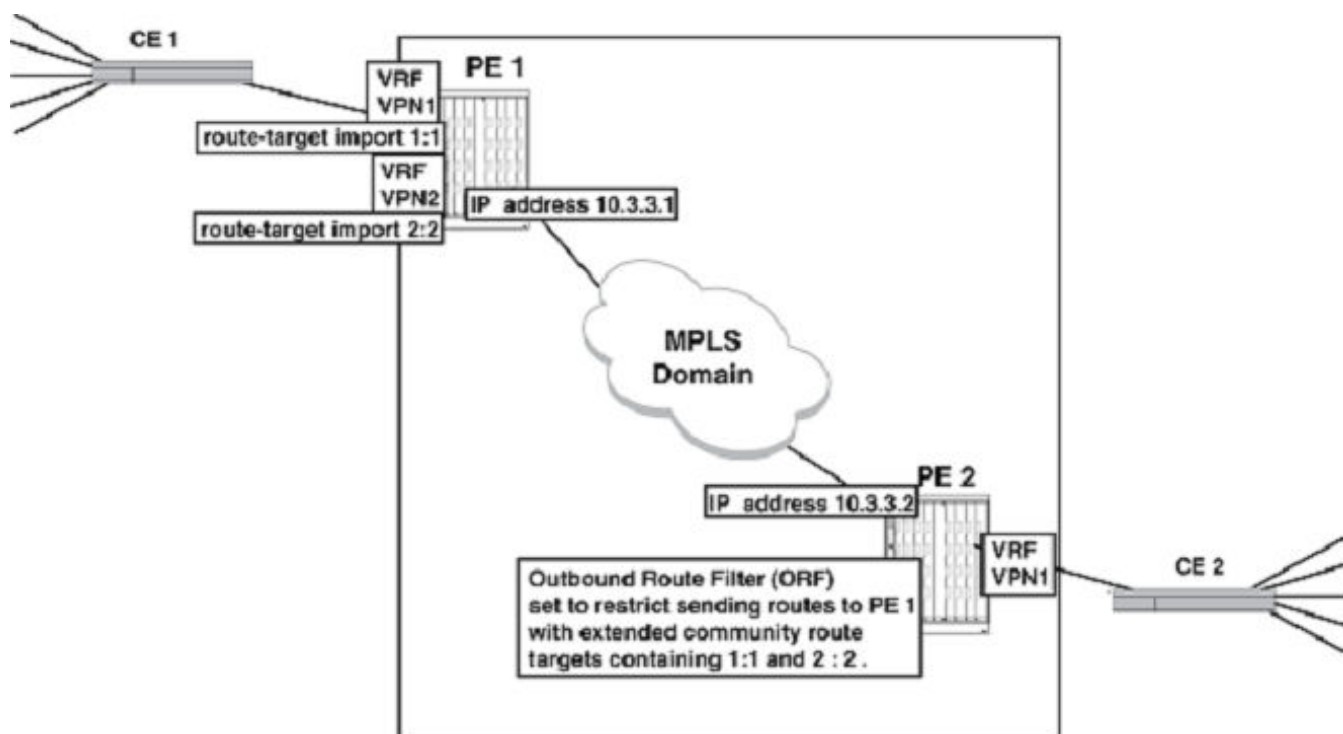 CE 1
VRF
VPN1
PE 1
route-target import 1:1
VRF
VPN2
IP address 10.3.3.1
route-target import 2:2
MPLS
Domain
PE 2
IP address 10.3.3.2
VRF
VPN1
CE 2
Outbound Route Filter (ORF)
set to restrict sending routes to PE 1
with extended community route
targets containing 1:1 and 2 : 2 .